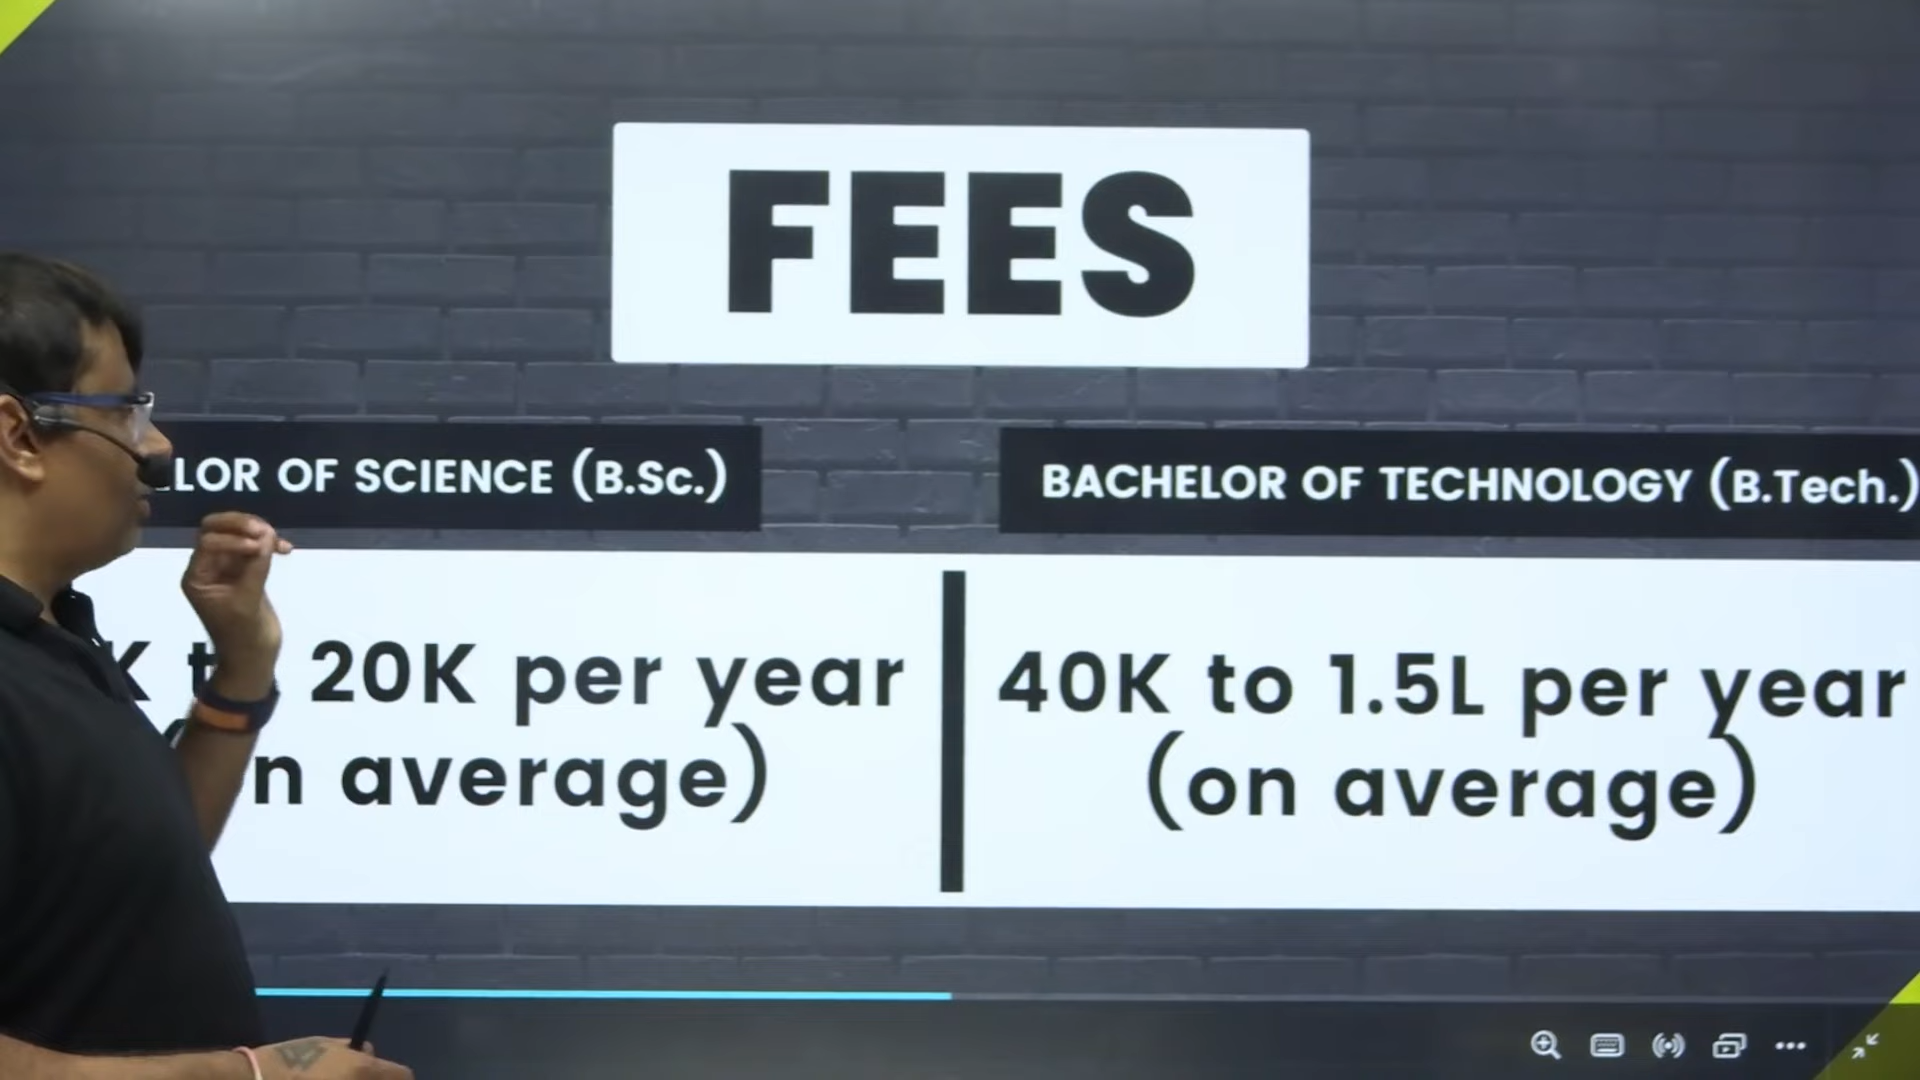 FEES
OF SCIENCE (B.Sc.)
BACHELOR OF TECHNOLOGY (B.Tech.)
20K per year
average)
40K to 1.5L per year
(on average)